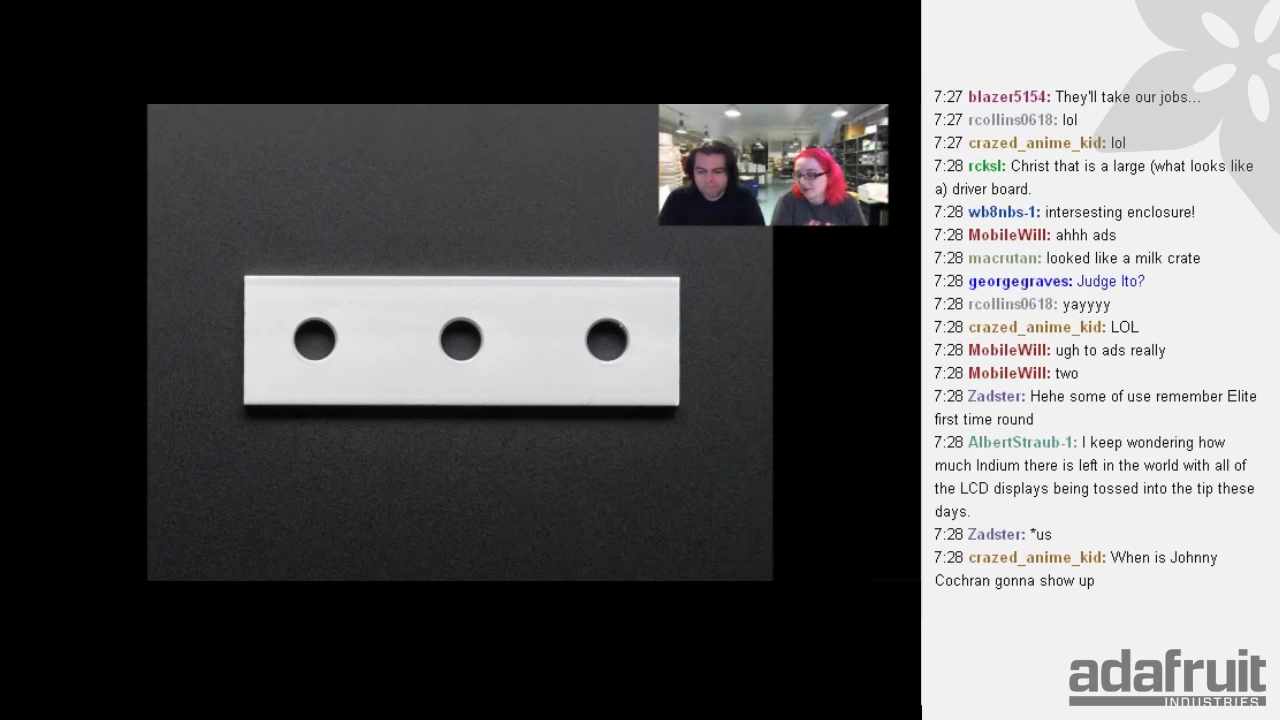 7:27 blazer5154: They'll take our jobs...
7:27 rcollins0618: lol
7:27 crazed_anime_kid: lol
7:28 rcksl: Christ that is a large (what looks like
a) driver board.
7:28 wb8nbs-1: intersesting enclosure!
7:28 MobileWill: ahhh ads
7:28 macrutan: looked like a milk crate
7:28 georgegraves: Judge Ito?
7:28 rcollins0618: yayyyy
7:28 crazed_anime_kid: LOL
7:28 MobileWill: ugh to ads really
7:28 MobileWill: two
7:28 Zadster: Hehe some of use remember Elite
first time round
7:28 AlbertStraub-1: I keep wondering how
much Indium there is left in the world with all of
the LCD displays being tossed into the tip these
days.
7:28 Zadster: *us
7:28 crazed_anime_kid: When is Johnny
Cochran gonna show up
adafruit
INDUSTRIES